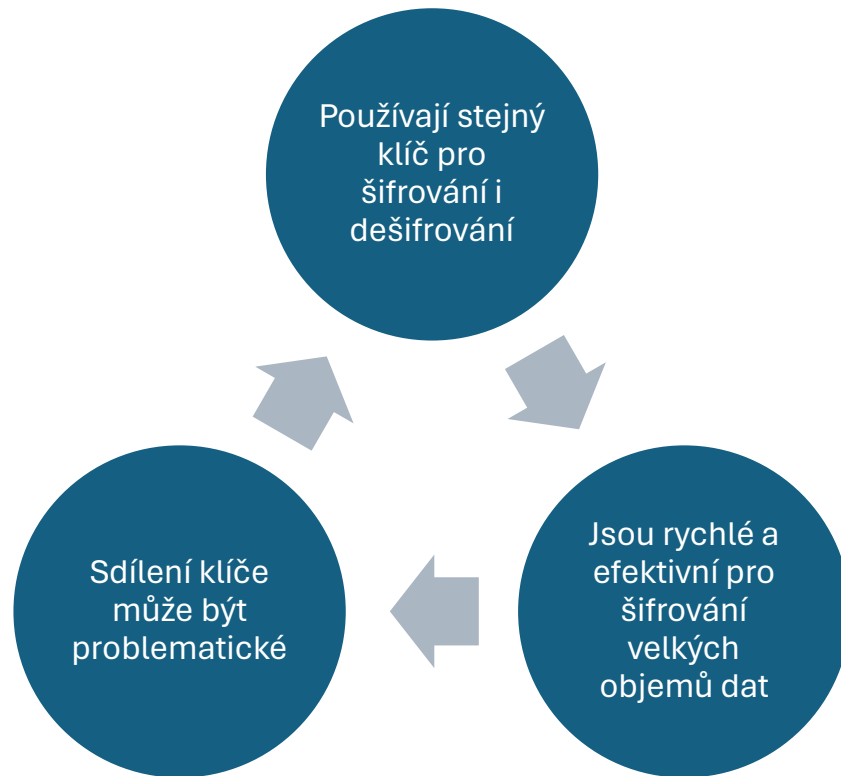 Používají stejný
klíč pro
šifrování i
dešifrování
Jsou rychlé a
efektivní pro
šifrování
velkých
objemů dat
Sdílení klíče
může být
problematické